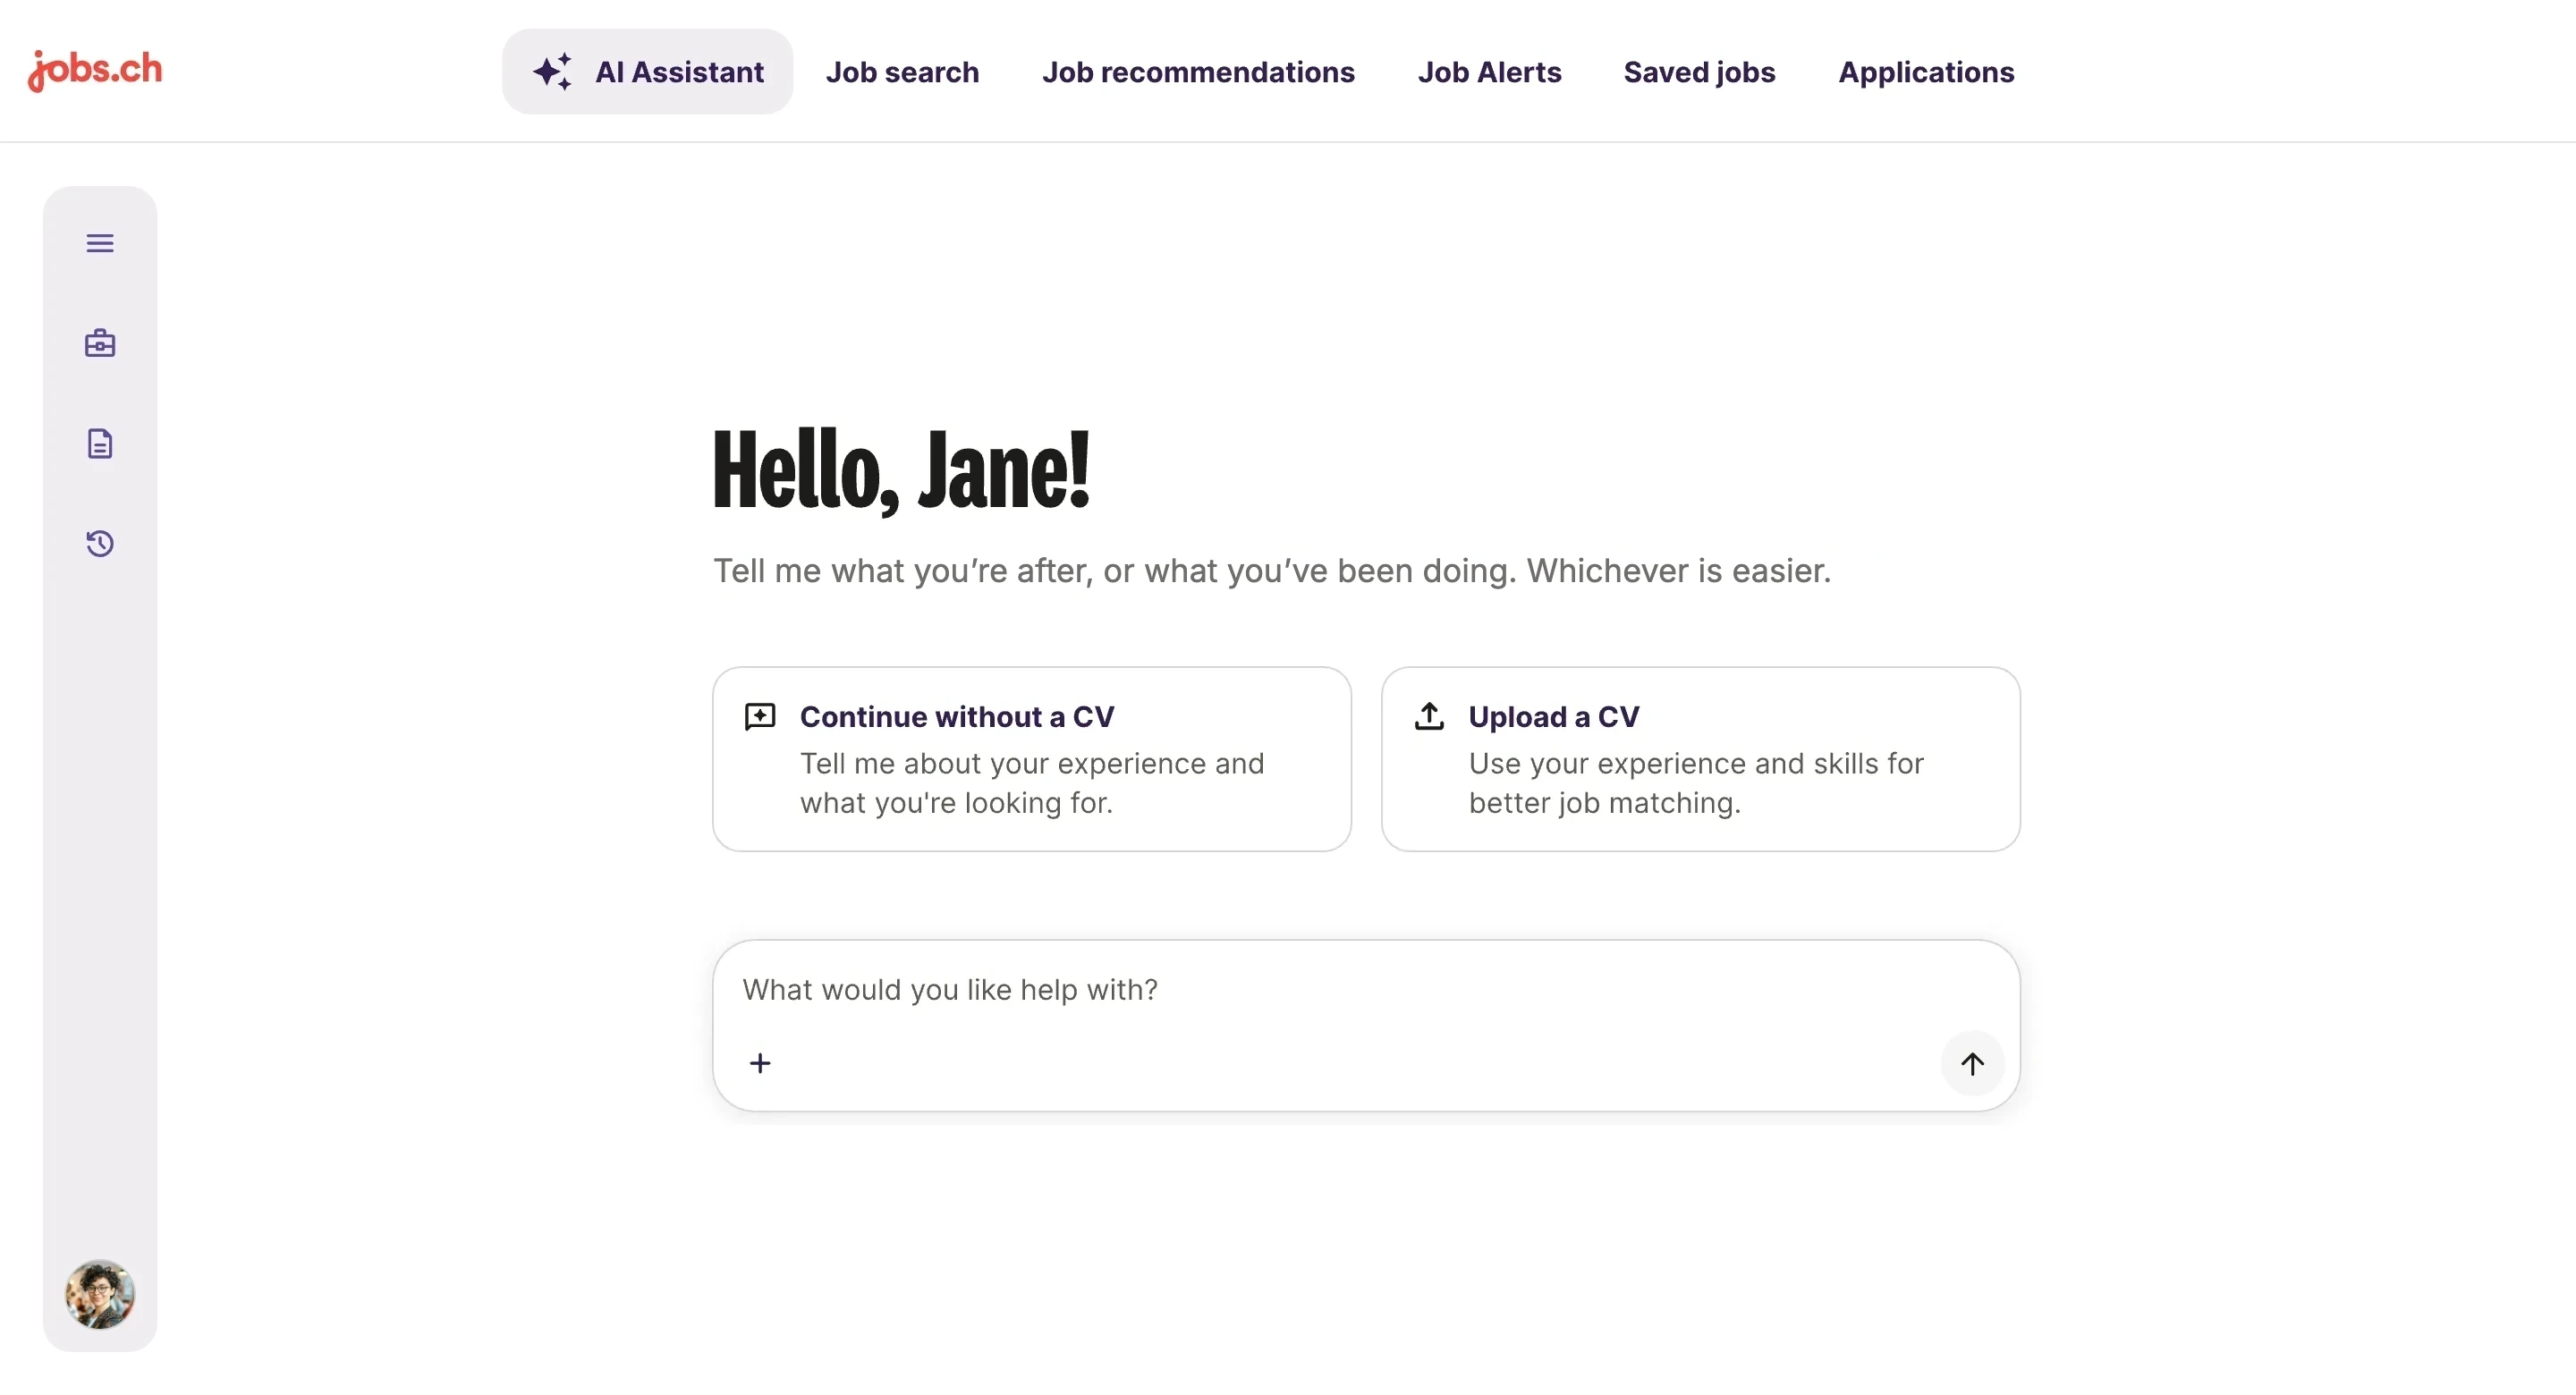 jobs.ch
AI Assistant
Job search
Job recommendations
Job Alerts
Saved jobs
Applications
Hello, Jane!
Tell me what you’re after, or what you’ve been doing. Whichever is easier.
Continue without a CV
Tell me about your experience and
what you're looking for.
Upload a CV
Use your experience and skills for
better job matching.
What would you like help with?